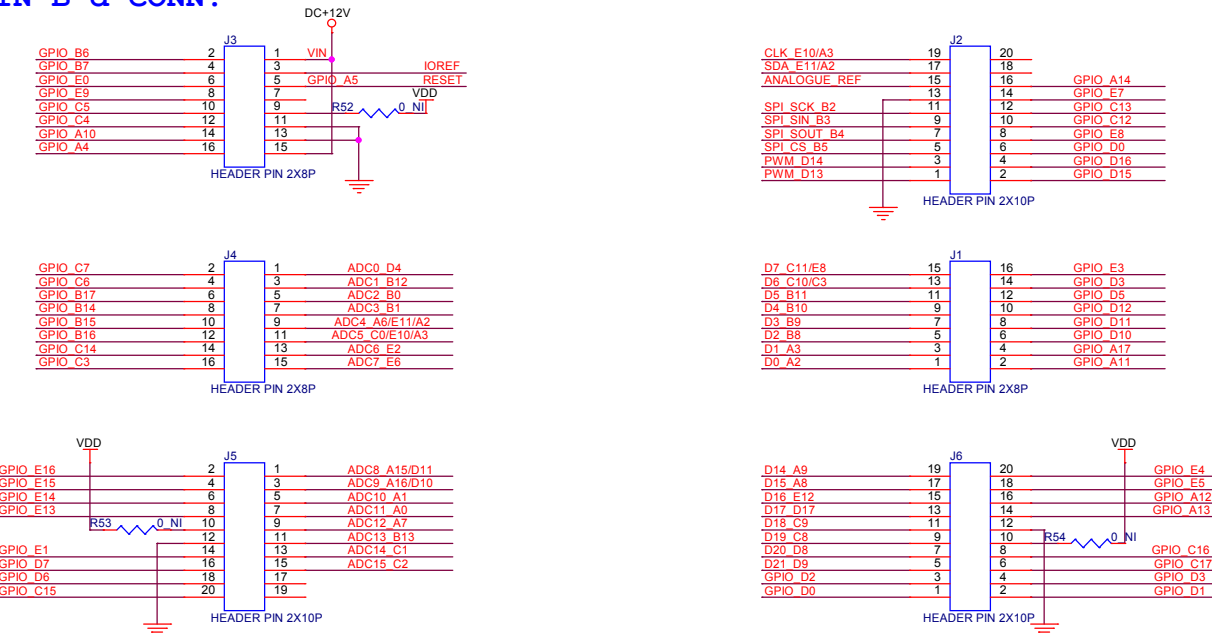 DC+12V
J3
GPIO_B6 2 1 VIN
GPIO_B7 4 3 IOREF
GPIO_E0 6 5 GPIO_A5 RESET
GPIO_E9 8 7 VDD
GPIO_C5 10 9 R52 0_NI
GPIO_C4 12 11
GPIO_A10 14 13
GPIO_A4 16 15
HEADER PIN 2X8P
J2
CLK_E10/A3 19 20
SDA_E11/A2 17 18
ANALOGUE_REF 15 16 GPIO_A14
13 14 GPIO_E7
SPI_SCK_B2 11 12 GPIO_C13
SPI_SIN_B3 9 10 GPIO_C12
SPI_SOUT_B4 7 8 GPIO_E8
SPI_CS_B5 5 6 GPIO_D0
PWM_D14 3 4 GPIO_D16
PWM_D13 1 2 GPIO_D15
HEADER PIN 2X10P
J4
GPIO_C7 2 1 ADC0_D4
GPIO_C6 4 3 ADC1_B12
GPIO_B17 6 5 ADC2_B0
GPIO_B14 8 7 ADC3_B1
GPIO_B15 10 9 ADC4_A6/E11/A2
GPIO_B16 12 11 ADC5_C0/E10/A3
GPIO_C14 14 13 ADC6_E2
GPIO_C3 16 15 ADC7_E6
HEADER PIN 2X8P
J1
D7_C11/E8 15 16 GPIO_E3
D6_C10/C3 13 14 GPIO_D3
D5_B11 11 12 GPIO_D5
D4_B10 9 10 GPIO_D12
D3_B9 7 8 GPIO_D11
D2_B8 5 6 GPIO_D10
D1_A3 3 4 GPIO_A17
D0_A2 1 2 GPIO_A11
HEADER PIN 2X8P
VDD
J5
GPIO_E16 2 1 ADC8_A15/D11
GPIO_E15 4 3 ADC9_A16/D10
GPIO_E14 6 5 ADC10_A1
GPIO_E13 8 7 ADC11_A0
R53 0_NI 10 9 ADC12_A7
12 11 ADC13_B13
GPIO_E1 14 13 ADC14_C1
GPIO_D7 16 15 ADC15_C2
GPIO_D6 18 17
GPIO_C15 20 19
HEADER PIN 2X10P
VDD
J6
D14_A9 19 20 GPIO_E4
D15_A8 17 18 GPIO_E5
D16_E12 15 16 GPIO_A12
D17_D17 13 14 GPIO_A13
D18_C9 11 12
D19_C8 9 10 R54 0_NI
D20_D8 7 8 GPIO_C16
D21_D9 5 6 GPIO_C17
GPIO_D2 3 4 GPIO_D3
GPIO_D0 1 2 GPIO_D1
HEADER PIN 2X10P